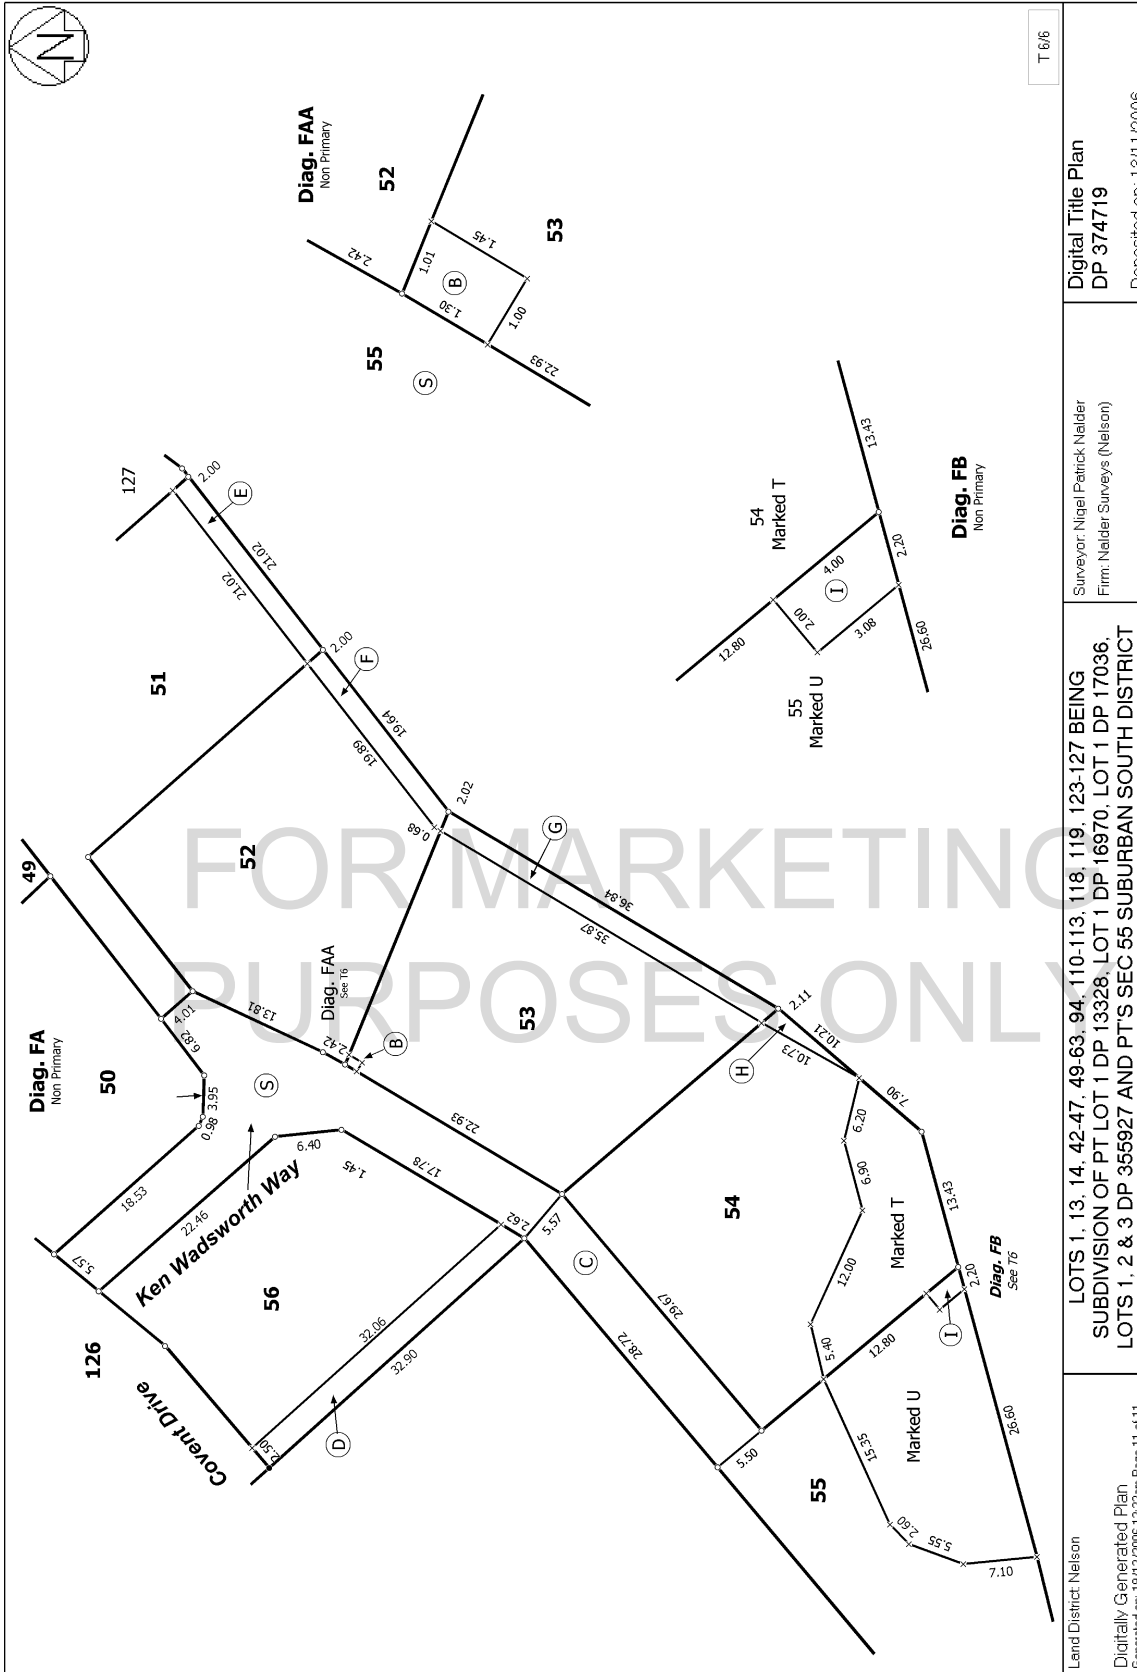 N
T 6/6
Diag. FAA
Non Primary
52
53
55
B
S
2.42
1.01
1.45
1.30
1.00
22.93
127
2.00
E
21.02
21.02
51
2.00
F
19.64
19.89
2.02
0.68
49
52
G
36.84
35.87
Diag. FAA
See T6
Diag. FA
Non Primary
50
4.01
6.82
13.81
2.42
B
53
3.95
0.98
S
18.53
6.40
22.46
1.45
17.78
22.93
5.57
Ken Wadsworth Way
56
2.62
5.57
C
126
Covent Drive
2.50
32.06
32.90
D
28.72
29.67
5.50
54
H
2.11
10.21
10.73
7.90
6.20
6.90
12.00
Marked T
13.43
5.40
12.80
2.20
Diag. FB
See T6
I
55
15.35
Marked U
26.60
2.60
5.55
7.10
54
Marked T
55
Marked U
12.80
2.00
4.00
I
3.08
13.43
2.20
26.60
Diag. FB
Non Primary
FOR MARKETING
PURPOSES ONLY
Land District: Nelson
Digitally Generated Plan
LOTS 1, 13, 14, 42-47, 49-63, 94, 110-113, 118, 119, 123-127 BEING
SUBDIVISION OF PT LOT 1 DP 13328, LOT 1 DP 16970, LOT 1 DP 17036,
LOTS 1, 2 & 3 DP 355927 AND PT'S SEC 55 SUBURBAN SOUTH DISTRICT
Surveyor: Nigel Patrick Nalder
Firm: Nalder Surveys (Nelson)
Digital Title Plan
DP 374719